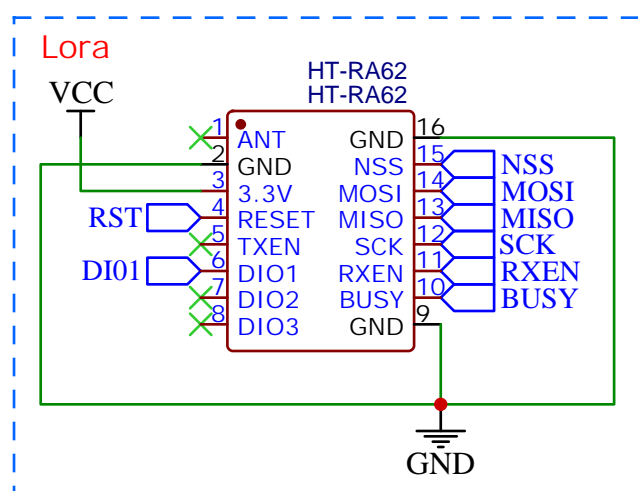 Lora
VCC
HT-RA62
HT-RA62
1 ANT GND 16
2 GND NSS 15 NSS
3 3.3V MOSI 14 MOSI
RST 4 RESET MISO 13 MISO
5 TXEN SCK 12 SCK
DI01 6 DIO1 RXEN 11 RXEN
7 DIO2 BUSY 10 BUSY
8 DIO3 GND 9
GND